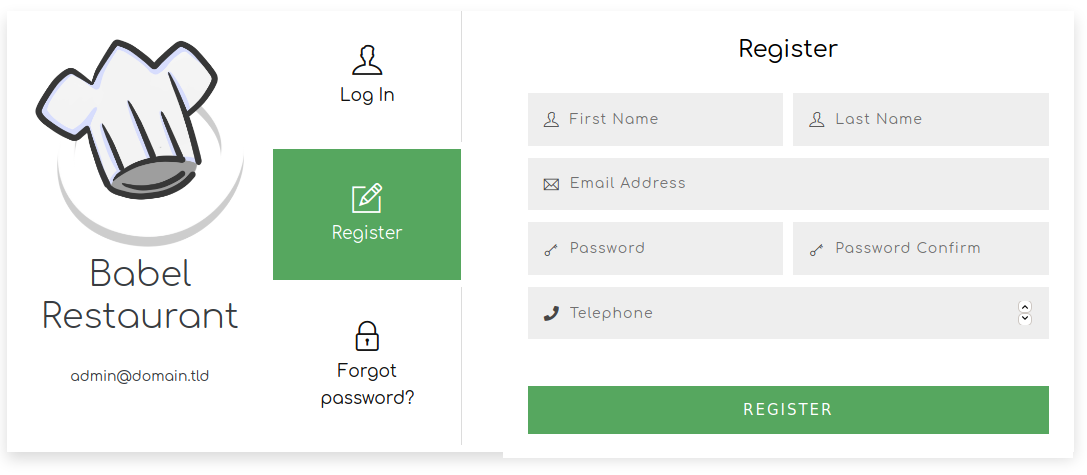 Babel
Restaurant
admin@domain.tld
Log In
Register
Forgot
password?
Register
First Name
Last Name
Email Address
Password
Password Confirm
Telephone
REGISTER